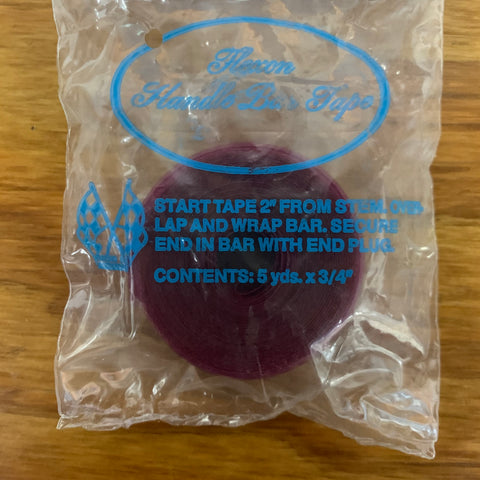 Flexon
Handle Bar Tape
START TAPE 2" FROM STEM. OVER
LAP AND WRAP BAR. SECURE
END IN BAR WITH END PLUG.
CONTENTS: 5 yds. x 3/4"